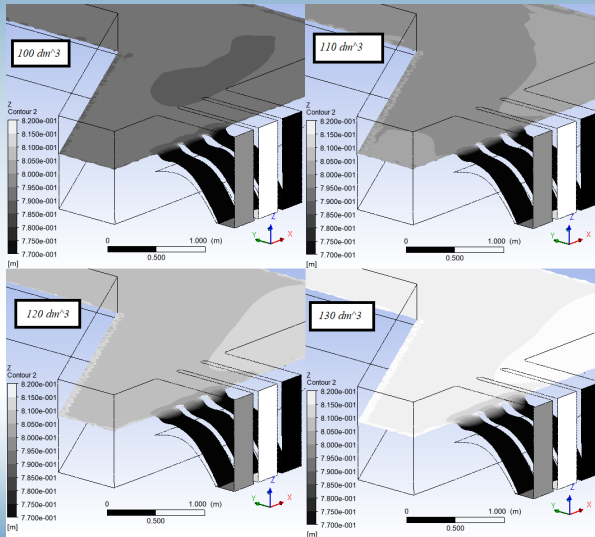 100 dm^3
Z
Contour 2
8.200e-001
8.150e-001
8.100e-001
8.050e-001
8.000e-001
7.950e-001
7.900e-001
7.850e-001
7.800e-001
7.750e-001
7.700e-001
[m]
0 1.000 (m)
0.500
Z
Y X
110 dm^3
Z
Contour 2
8.200e-001
8.150e-001
8.100e-001
8.050e-001
8.000e-001
7.950e-001
7.900e-001
7.850e-001
7.800e-001
7.750e-001
7.700e-001
[m]
0 1.000 (m)
0.500
Z
Y X
120 dm^3
Z
Contour 2
8.200e-001
8.150e-001
8.100e-001
8.050e-001
8.000e-001
7.950e-001
7.900e-001
7.850e-001
7.800e-001
7.750e-001
7.700e-001
[m]
0 1.000 (m)
0.500
Z
Y X
130 dm^3
Z
Contour 2
8.200e-001
8.150e-001
8.100e-001
8.050e-001
8.000e-001
7.950e-001
7.900e-001
7.850e-001
7.800e-001
7.750e-001
7.700e-001
[m]
0 1.000 (m)
0.500
Z
Y X